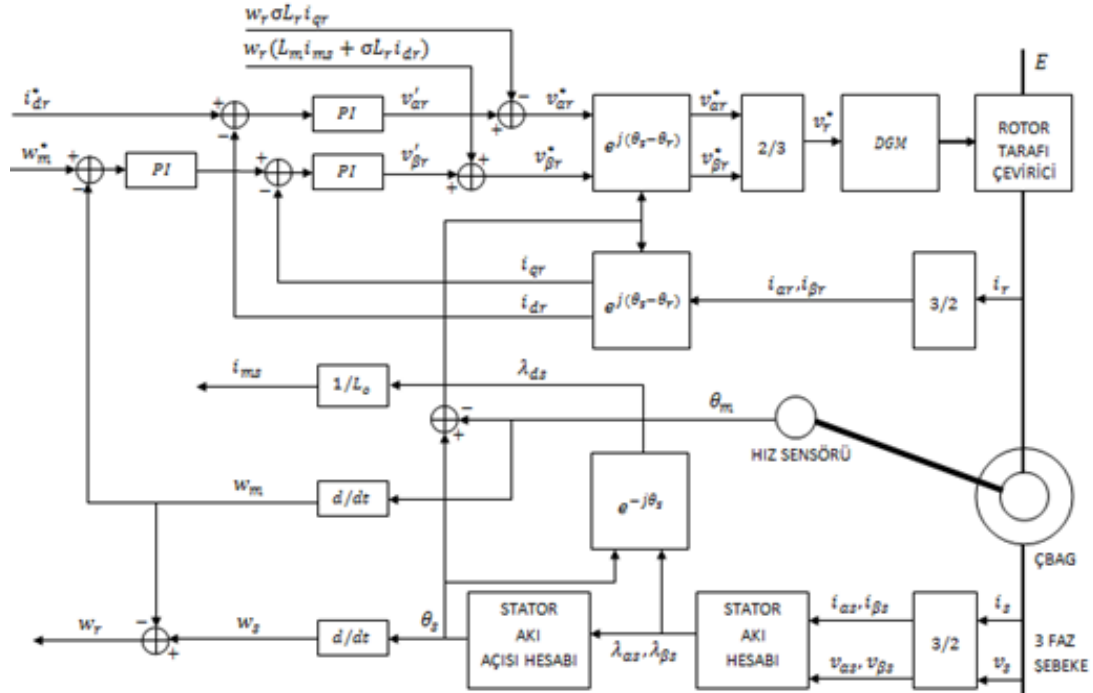 w_r σL_r i_qr
w_r(L_m i_ms + σL_r i_dr)
E
i*_dr
+
−
PI
v′_αr
−
+
v*_αr
e^j(θ_s−θ_r)
v*_αr
2/3
v*_r
DGM
ROTOR
TARAFI
ÇEVİRİCİ
w*_m
+
−
PI
+
−
PI
v′_βr
+
+
v*_βr
v*_βr
i_qr
i_dr
e^j(θ_s−θ_r)
i_αr, i_βr
3/2
i_r
i_ms
1/L_o
λ_ds
−
+
θ_m
HIZ SENSÖRÜ
w_m
d/dt
e^−jθ_s
ÇBAG
w_r
−
+
w_s
d/dt
θ_s
STATOR
AKI
AÇISI HESABI
λ_αs, λ_βs
STATOR
AKI
HESABI
i_αs, i_βs
v_αs, v_βs
3/2
i_s
v_s
3 FAZ
ŞEBEKE